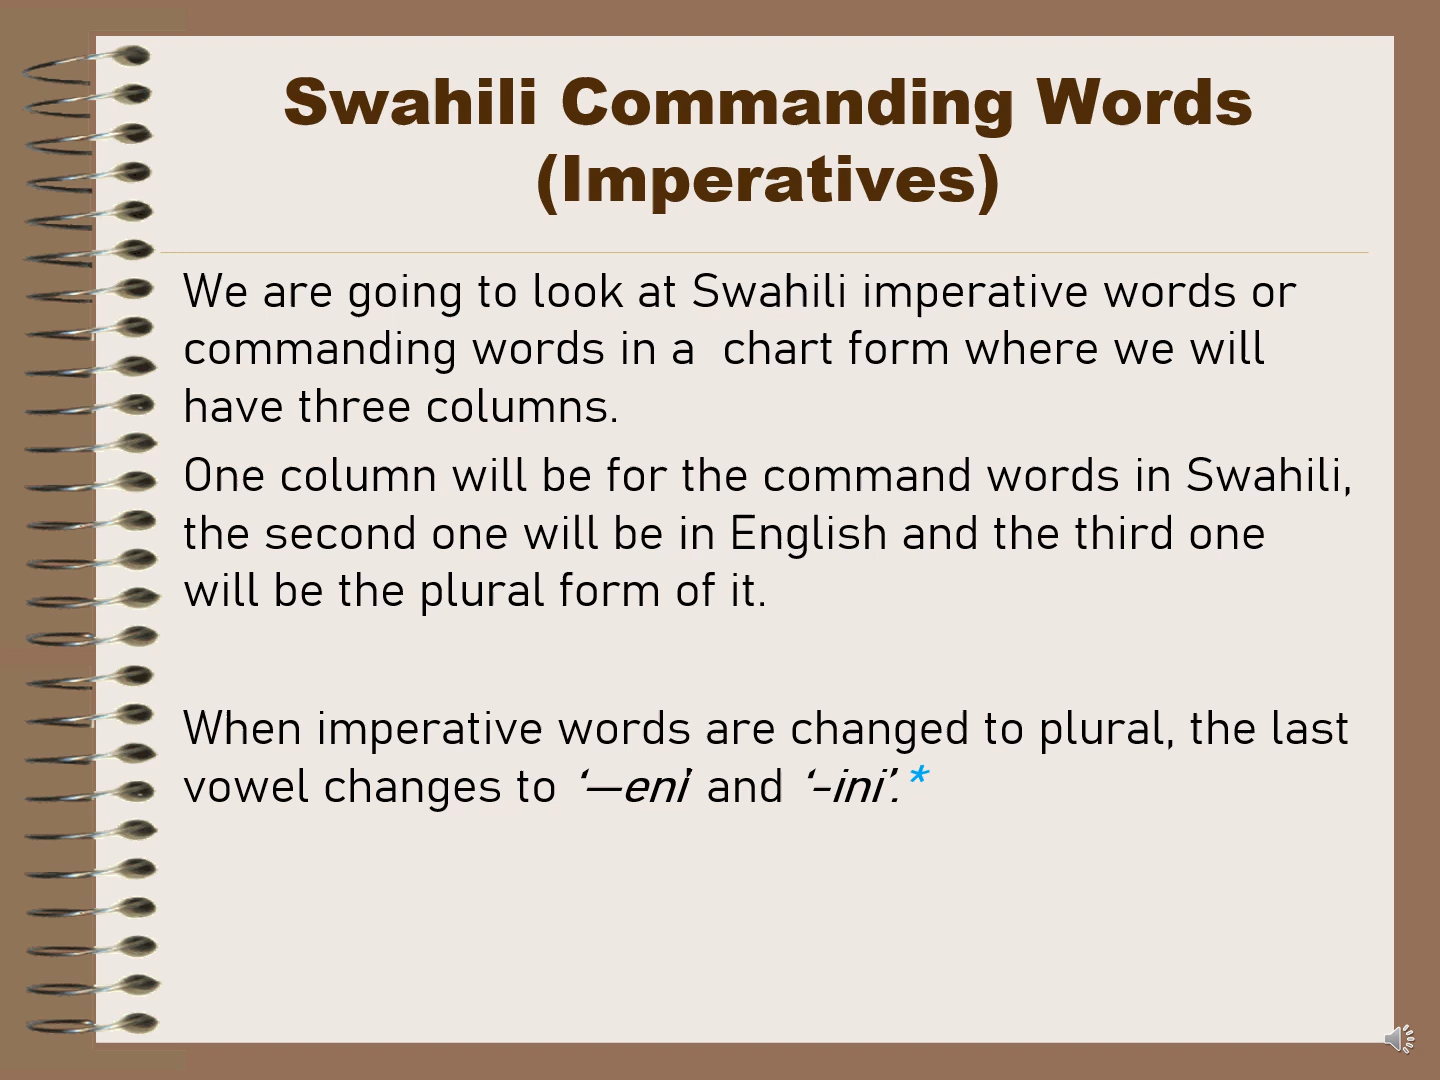 Swahili Commanding Words
(Imperatives)
We are going to look at Swahili imperative words or
commanding words in a  chart form where we will
have three columns.
One column will be for the command words in Swahili,
the second one will be in English and the third one
will be the plural form of it.
When imperative words are changed to plural, the last
vowel changes to ‘—eni’ and ‘–ini’.*